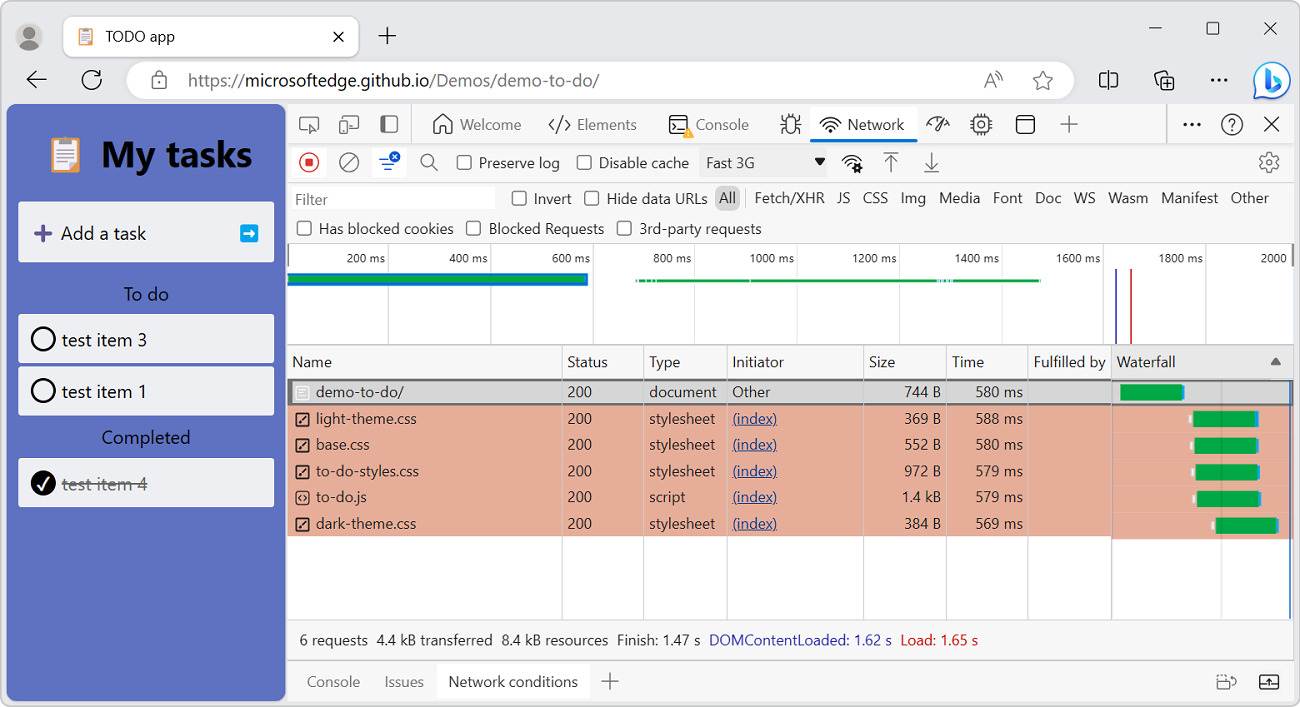 TODO app
https://microsoftedge.github.io/Demos/demo-to-do/
My tasks
Add a task
To do
test item 3
test item 1
Completed
test item 4
Welcome Elements Console Network
Preserve log Disable cache Fast 3G
Filter Invert Hide data URLs All Fetch/XHR JS CSS Img Media Font Doc WS Wasm Manifest Other
Has blocked cookies Blocked Requests 3rd-party requests
200 ms 400 ms 600 ms 800 ms 1000 ms 1200 ms 1400 ms 1600 ms 1800 ms 2000
Name Status Type Initiator Size Time Fulfilled by Waterfall
demo-to-do/ 200 document Other 744 B 580 ms
light-theme.css 200 stylesheet (index) 369 B 588 ms
base.css 200 stylesheet (index) 552 B 580 ms
to-do-styles.css 200 stylesheet (index) 972 B 579 ms
to-do.js 200 script (index) 1.4 kB 579 ms
dark-theme.css 200 stylesheet (index) 384 B 569 ms
6 requests 4.4 kB transferred 8.4 kB resources Finish: 1.47 s DOMContentLoaded: 1.62 s Load: 1.65 s
Console Issues Network conditions